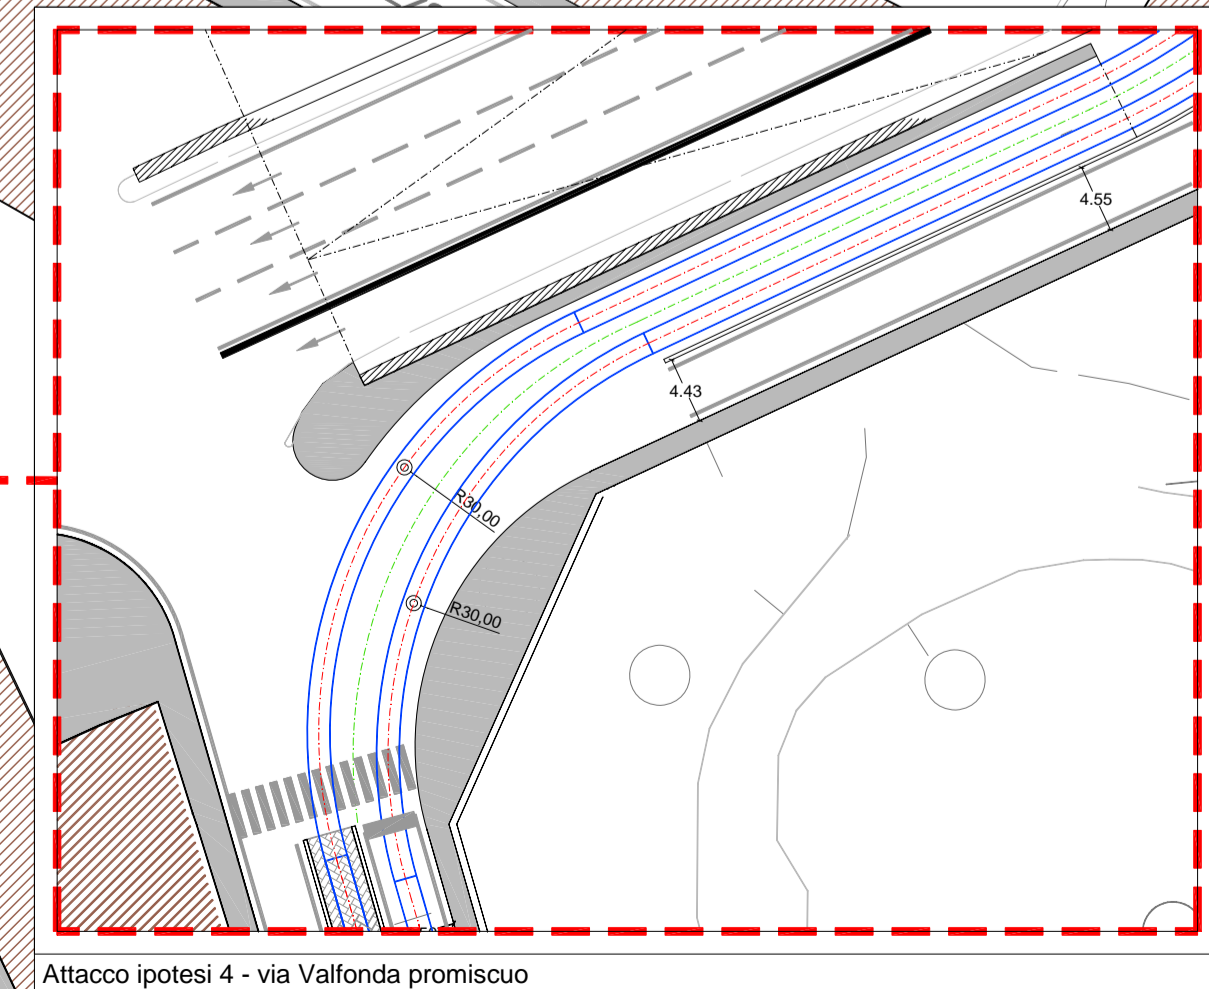 4.55
4.43
R30,00
R30,00
Attacco ipotesi 4 - via Valfonda promiscuo